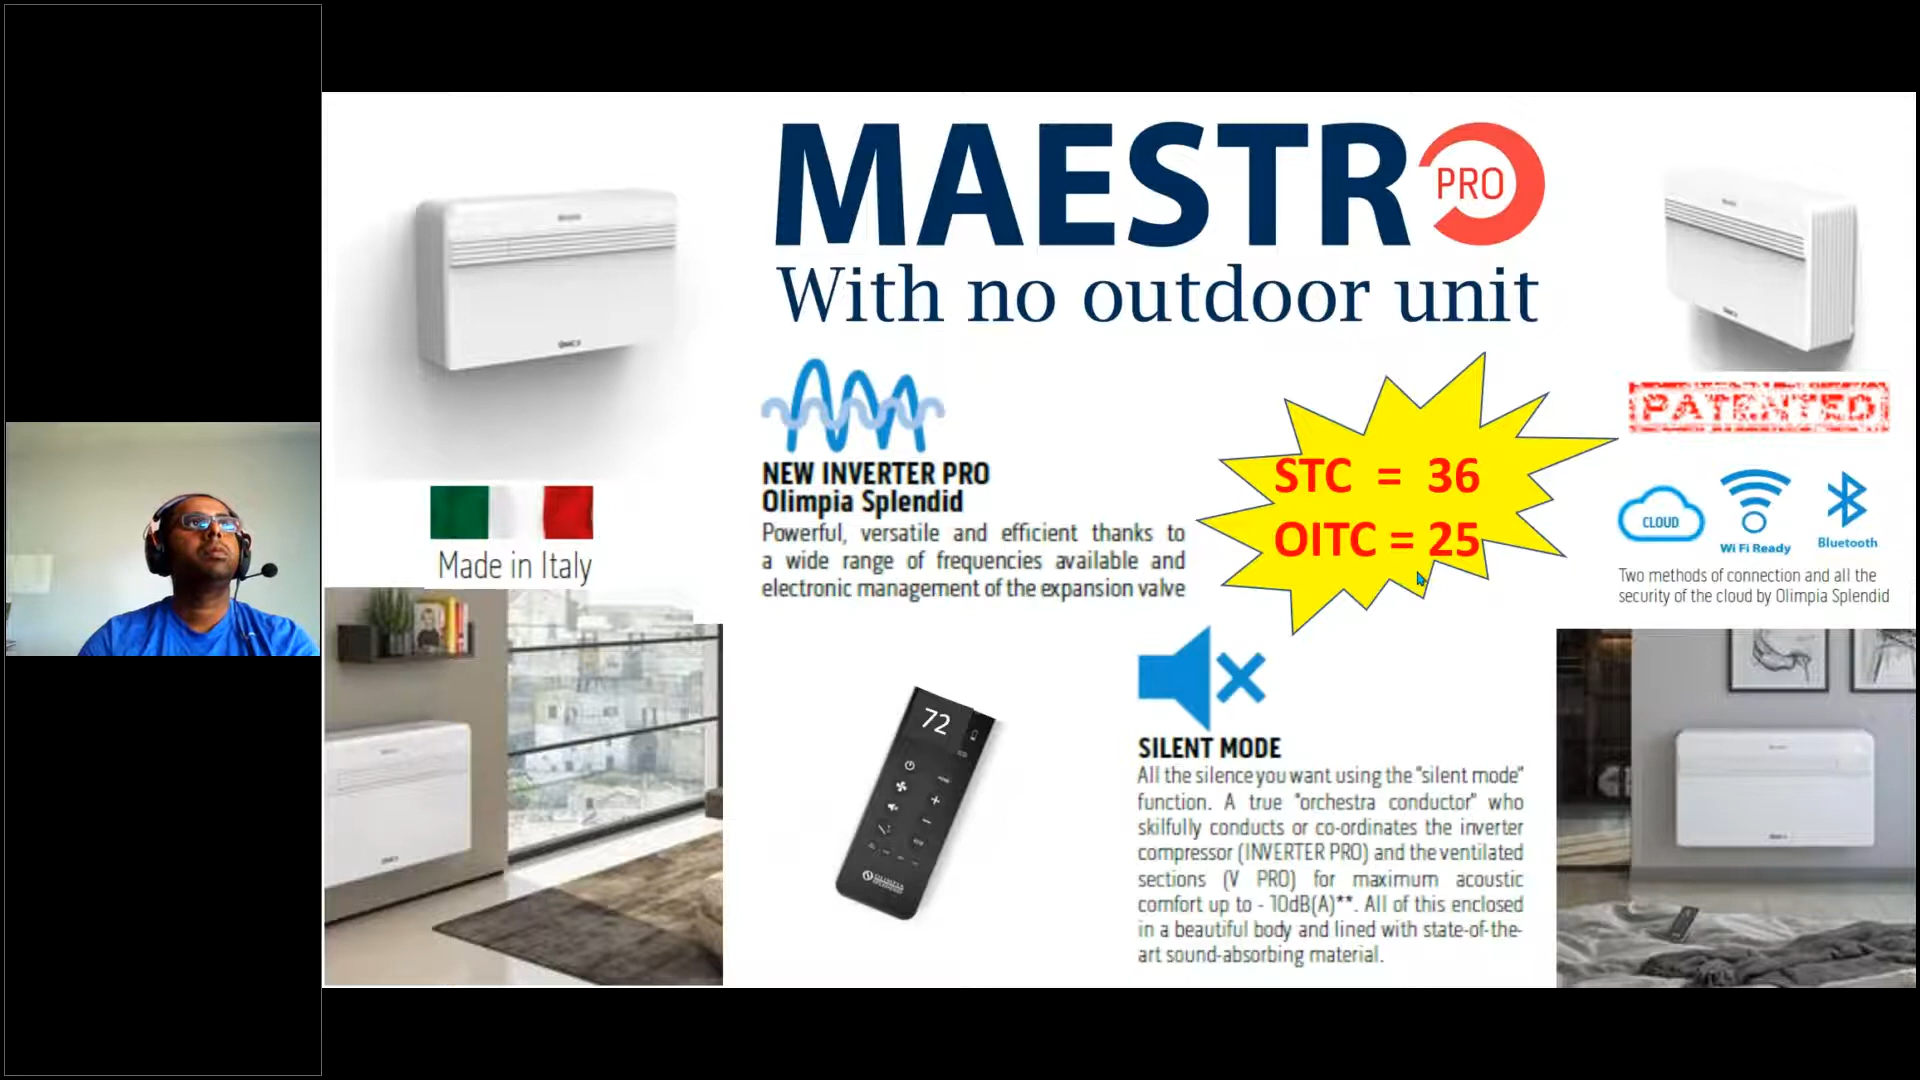 MAESTRO
PRO
With no outdoor unit
NEW INVERTER PRO
Olimpia Splendid
Powerful, versatile and efficient thanks to
a wide range of frequencies available and
electronic management of the expansion valve
Made in Italy
STC = 36
OITC = 25
PATENTED
CLOUD
Wi Fi Ready
Bluetooth
Two methods of connection and all the
security of the cloud by Olimpia Splendid
72
SILENT MODE
All the silence you want using the "silent mode"
function. A true "orchestra conductor" who
skilfully conducts or co-ordinates the inverter
compressor (INVERTER PRO) and the ventilated
sections (V PRO) for maximum acoustic
comfort up to - 10dB(A)**. All of this enclosed
in a beautiful body and lined with state-of-the-
art sound-absorbing material.